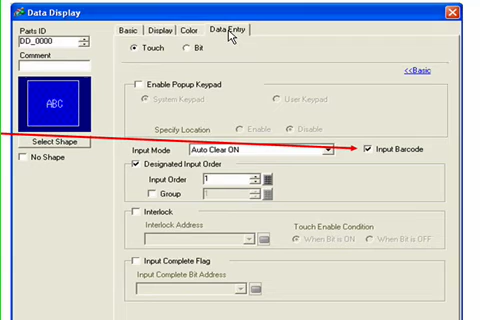 Data Display
Parts ID
DD_0000
Comment
ABC
Select Shape
No Shape
Basic Display Color Data Entry
Touch Bit
<<Basic
Enable Popup Keypad
System Keypad User Keypad
Specify Location Enable Disable
Input Mode Auto Clear ON Input Barcode
Designated Input Order
Input Order 1
Group 1
Interlock
Interlock Address Touch Enable Condition
When Bit is ON When Bit is OFF
Input Complete Flag
Input Complete Bit Address